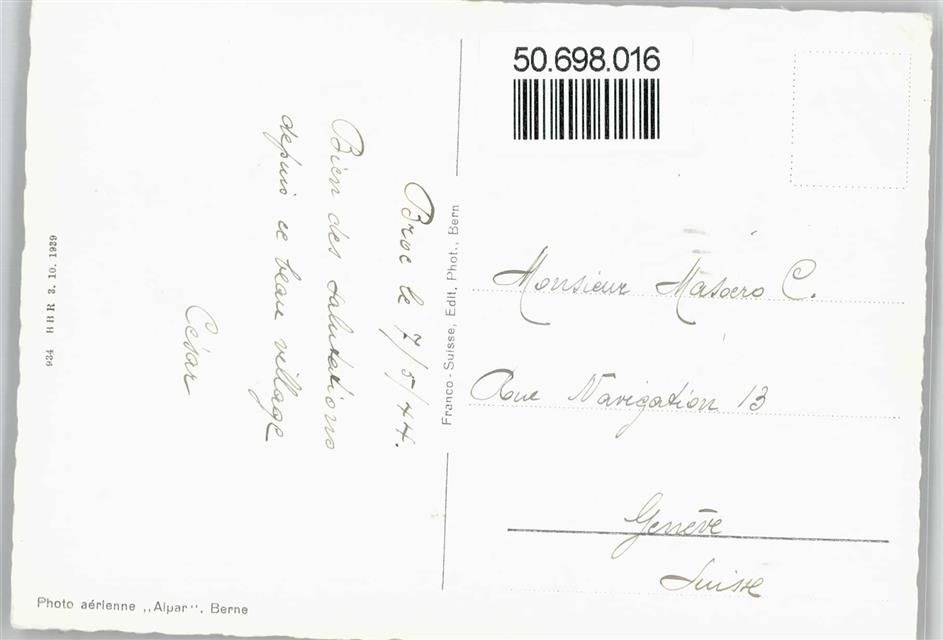 50.698.016
Broc le 7/5/44.
Bien des salutations
depuis ce beau village
César
Franco-Suisse, Edit. Phot., Bern
Monsieur Masoero C.
Rue Navigation 13
Genève
Suisse
934 BBR 3. 10. 1939
Photo aérienne „Alpar", Berne